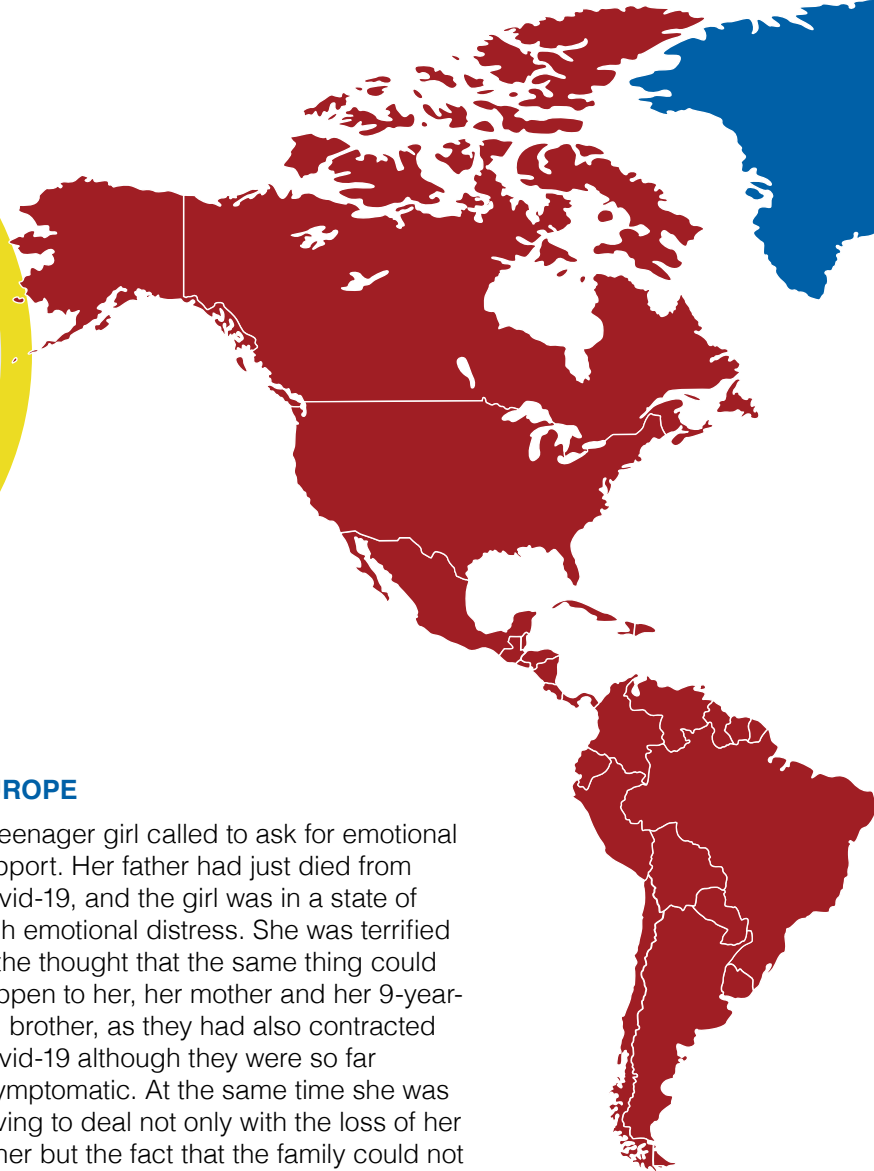 ROPE
eenager girl called to ask for emotional
pport. Her father had just died from
vid-19, and the girl was in a state of
h emotional distress. She was terrified
the thought that the same thing could
ppen to her, her mother and her 9-year-
brother, as they had also contracted
vid-19 although they were so far
ymptomatic. At the same time she was
ving to deal not only with the loss of her
her but the fact that the family could not